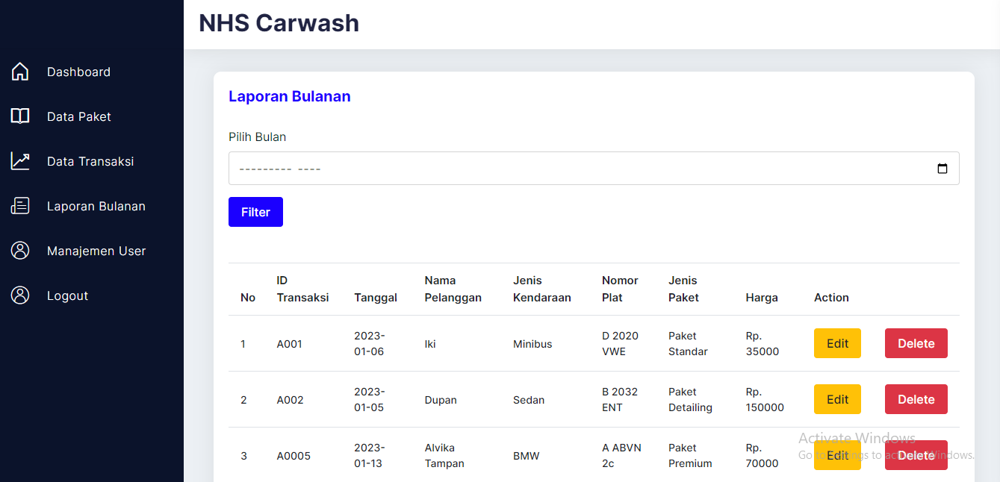 NHS Carwash
Dashboard
Data Paket
Data Transaksi
Laporan Bulanan
Manajemen User
Logout
Laporan Bulanan
Pilih Bulan
--------- ----
Filter
No ID Transaksi Tanggal Nama Pelanggan Jenis Kendaraan Nomor Plat Jenis Paket Harga Action
1 A001 2023-01-06 Iki Minibus D 2020 VWE Paket Standar Rp. 35000 Edit Delete
2 A002 2023-01-05 Dupan Sedan B 2032 ENT Paket Detailing Rp. 150000 Edit Delete
3 A0005 2023-01-13 Alvika Tampan BMW A ABVN 2c Paket Premium Rp. 70000 Edit Delete
Activate Windows
Go to Settings to activate Windows.